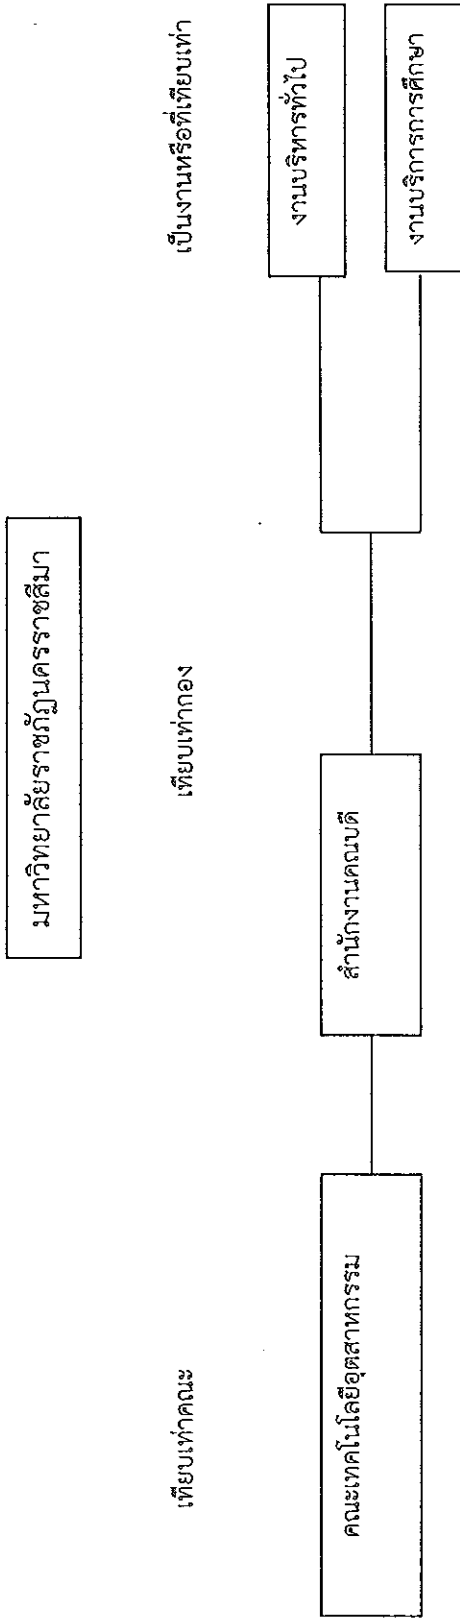 มหาวิทยาลัยราชภัฏนครราชสีมา
เทียบเท่าคณะ
เทียบเท่ากอง
เป็นงานหรือที่เทียบเท่า
คณะเทคโนโลยีอุตสาหกรรม
สำนักงานคณบดี
งานบริหารทั่วไป
งานบริการการศึกษา